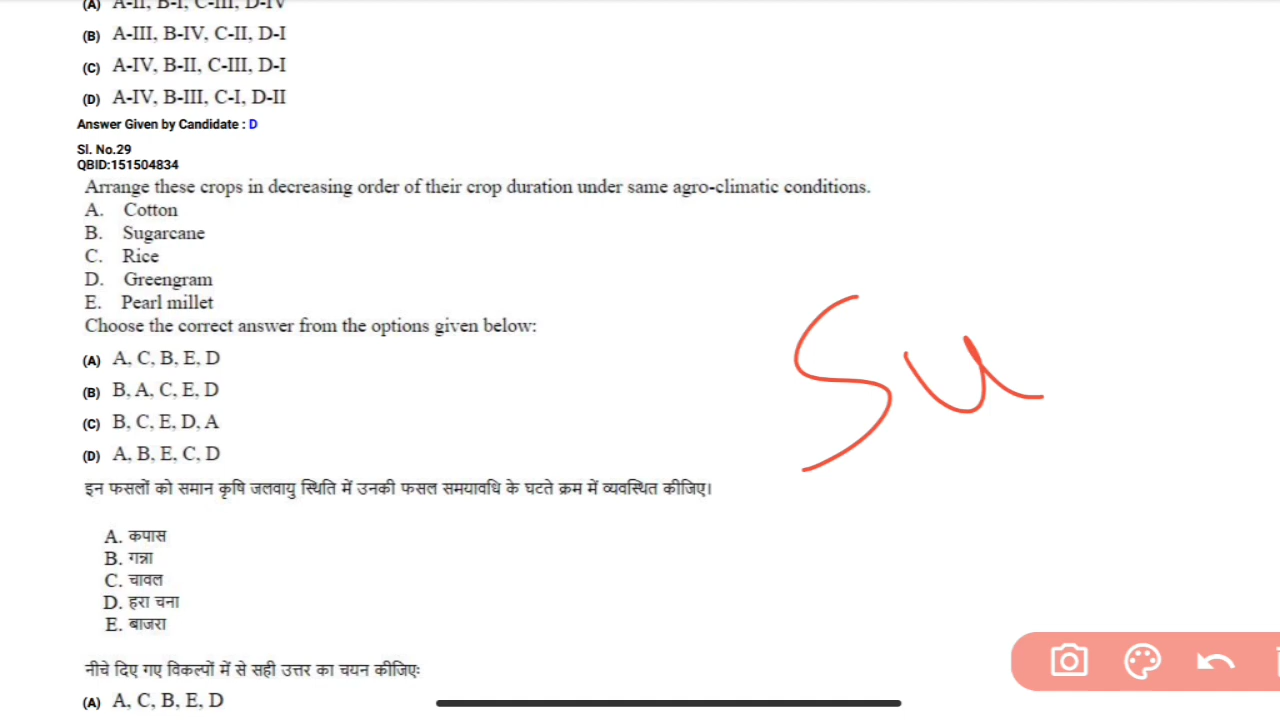 (A) A-II, B-I, C-III, D-IV
(B) A-III, B-IV, C-II, D-I
(C) A-IV, B-II, C-III, D-I
(D) A-IV, B-III, C-I, D-II
Answer Given by Candidate : D
Sl. No.29
QBID:151504834
Arrange these crops in decreasing order of their crop duration under same agro-climatic conditions.
A. Cotton
B. Sugarcane
C. Rice
D. Greengram
E. Pearl millet
Choose the correct answer from the options given below:
(A) A, C, B, E, D
(B) B, A, C, E, D
(C) B, C, E, D, A
(D) A, B, E, C, D
Su
इन फसलों को समान कृषि जलवायु स्थिति में उनकी फसल समयावधि के घटते क्रम में व्यवस्थित कीजिए।
A. कपास
B. गन्ना
C. चावल
D. हरा चना
E. बाजरा
नीचे दिए गए विकल्पों में से सही उत्तर का चयन कीजिएः
(A) A, C, B, E, D